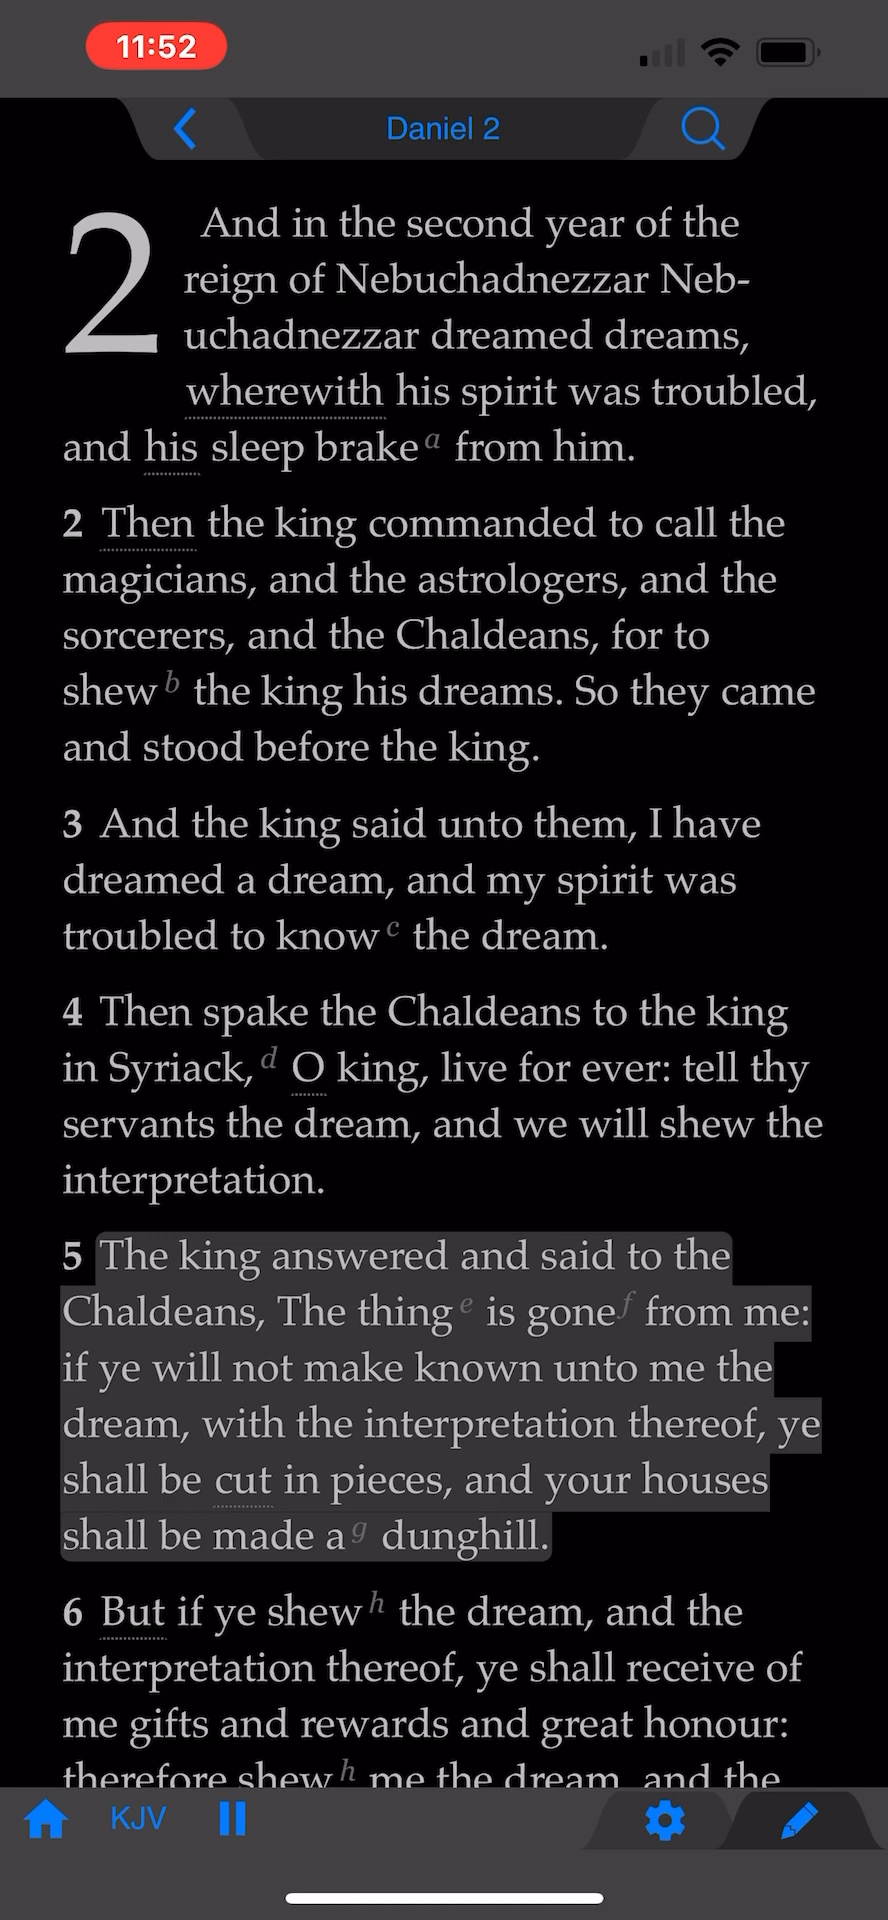 11:52
Daniel 2
2 And in the second year of the
reign of Nebuchadnezzar Neb-
uchadnezzar dreamed dreams,
wherewith his spirit was troubled,
and his sleep brake a from him.
2 Then the king commanded to call the
magicians, and the astrologers, and the
sorcerers, and the Chaldeans, for to
shew b the king his dreams. So they came
and stood before the king.
3 And the king said unto them, I have
dreamed a dream, and my spirit was
troubled to know c the dream.
4 Then spake the Chaldeans to the king
in Syriack, d O king, live for ever: tell thy
servants the dream, and we will shew the
interpretation.
5 The king answered and said to the
Chaldeans, The thing e is gone f from me:
if ye will not make known unto me the
dream, with the interpretation thereof, ye
shall be cut in pieces, and your houses
shall be made a g dunghill.
6 But if ye shew h the dream, and the
interpretation thereof, ye shall receive of
me gifts and rewards and great honour:
therefore shew h me the dream, and the
KJV